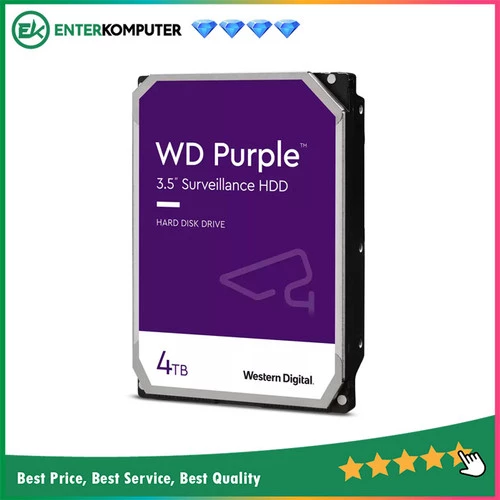 EK ENTERKOMPUTER
WD Purple™
3.5" Surveillance HDD
HARD DISK DRIVE
4TB
Western Digital.
Best Price, Best Service, Best Quality